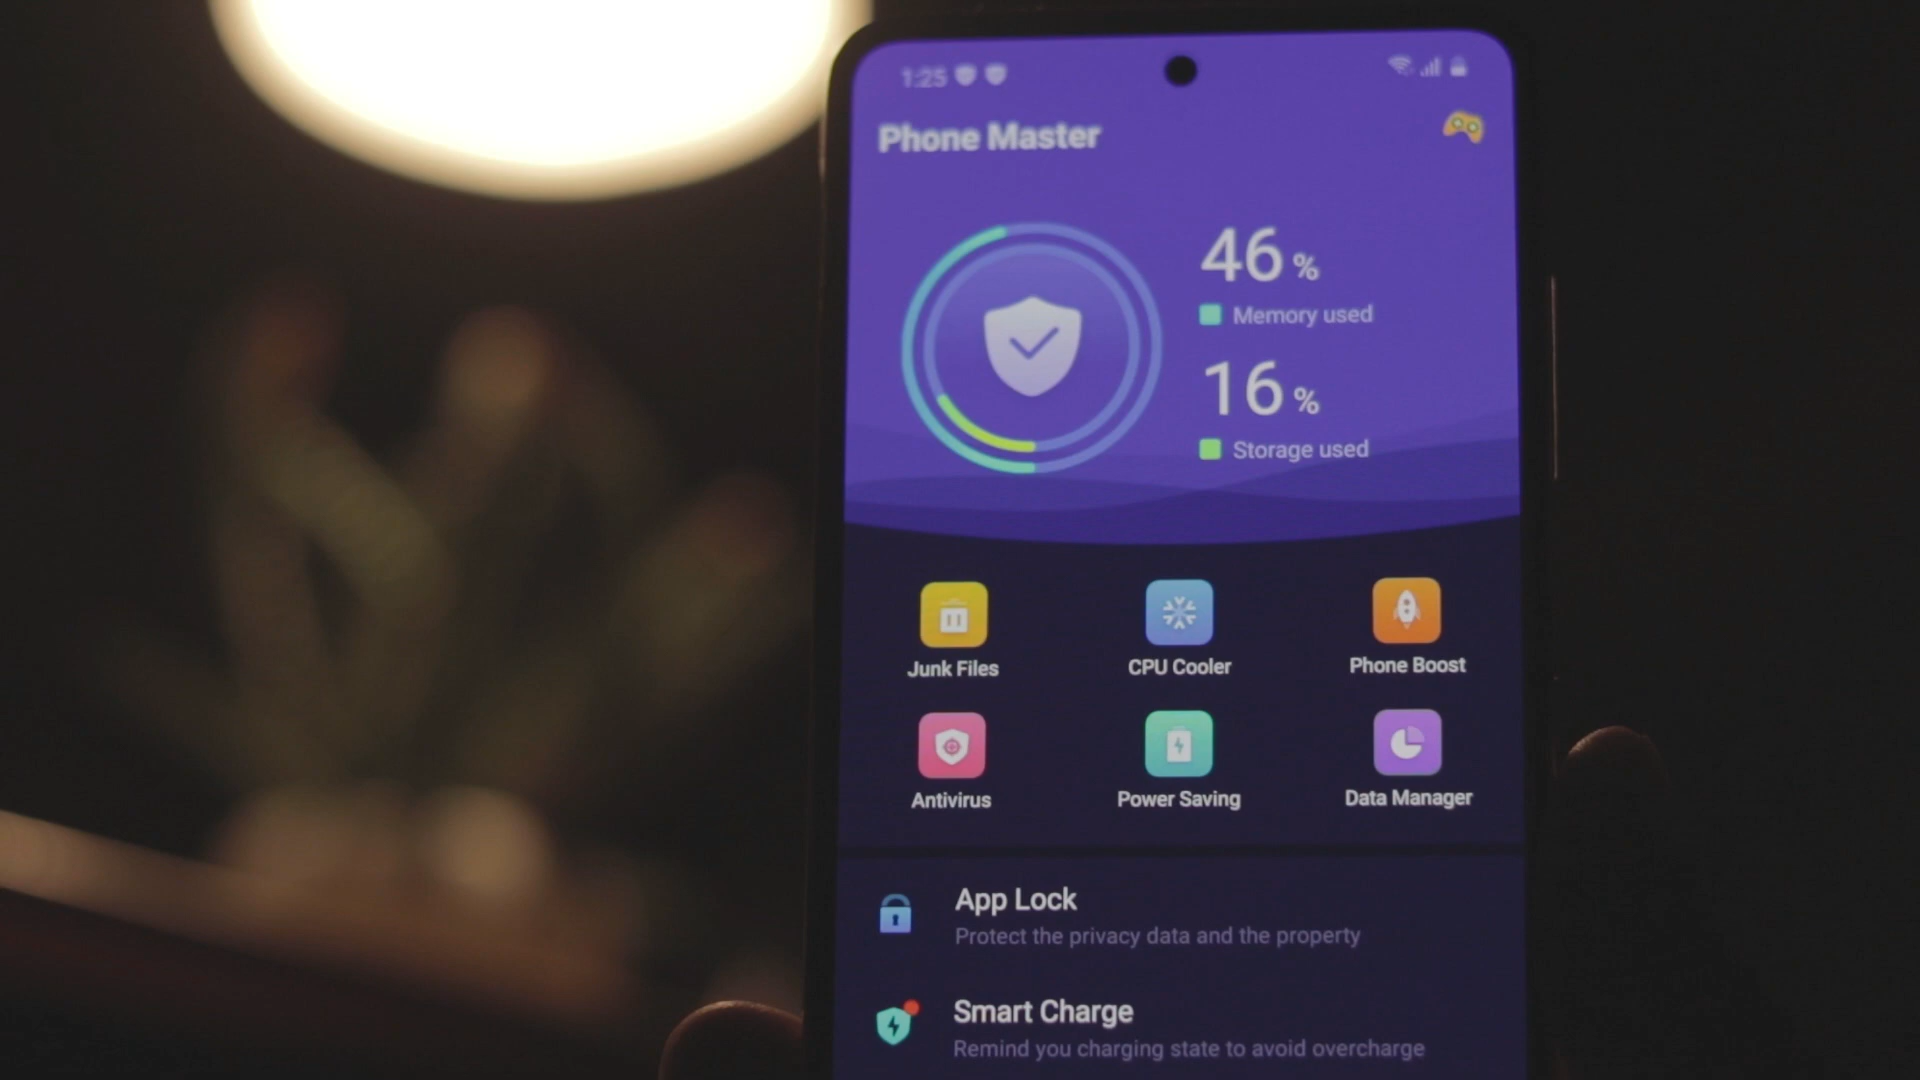 1:25
Phone Master
46 %
Memory used
16 %
Storage used
Junk Files
CPU Cooler
Phone Boost
Antivirus
Power Saving
Data Manager
App Lock
Protect the privacy data and the property
Smart Charge
Remind you charging state to avoid overcharge